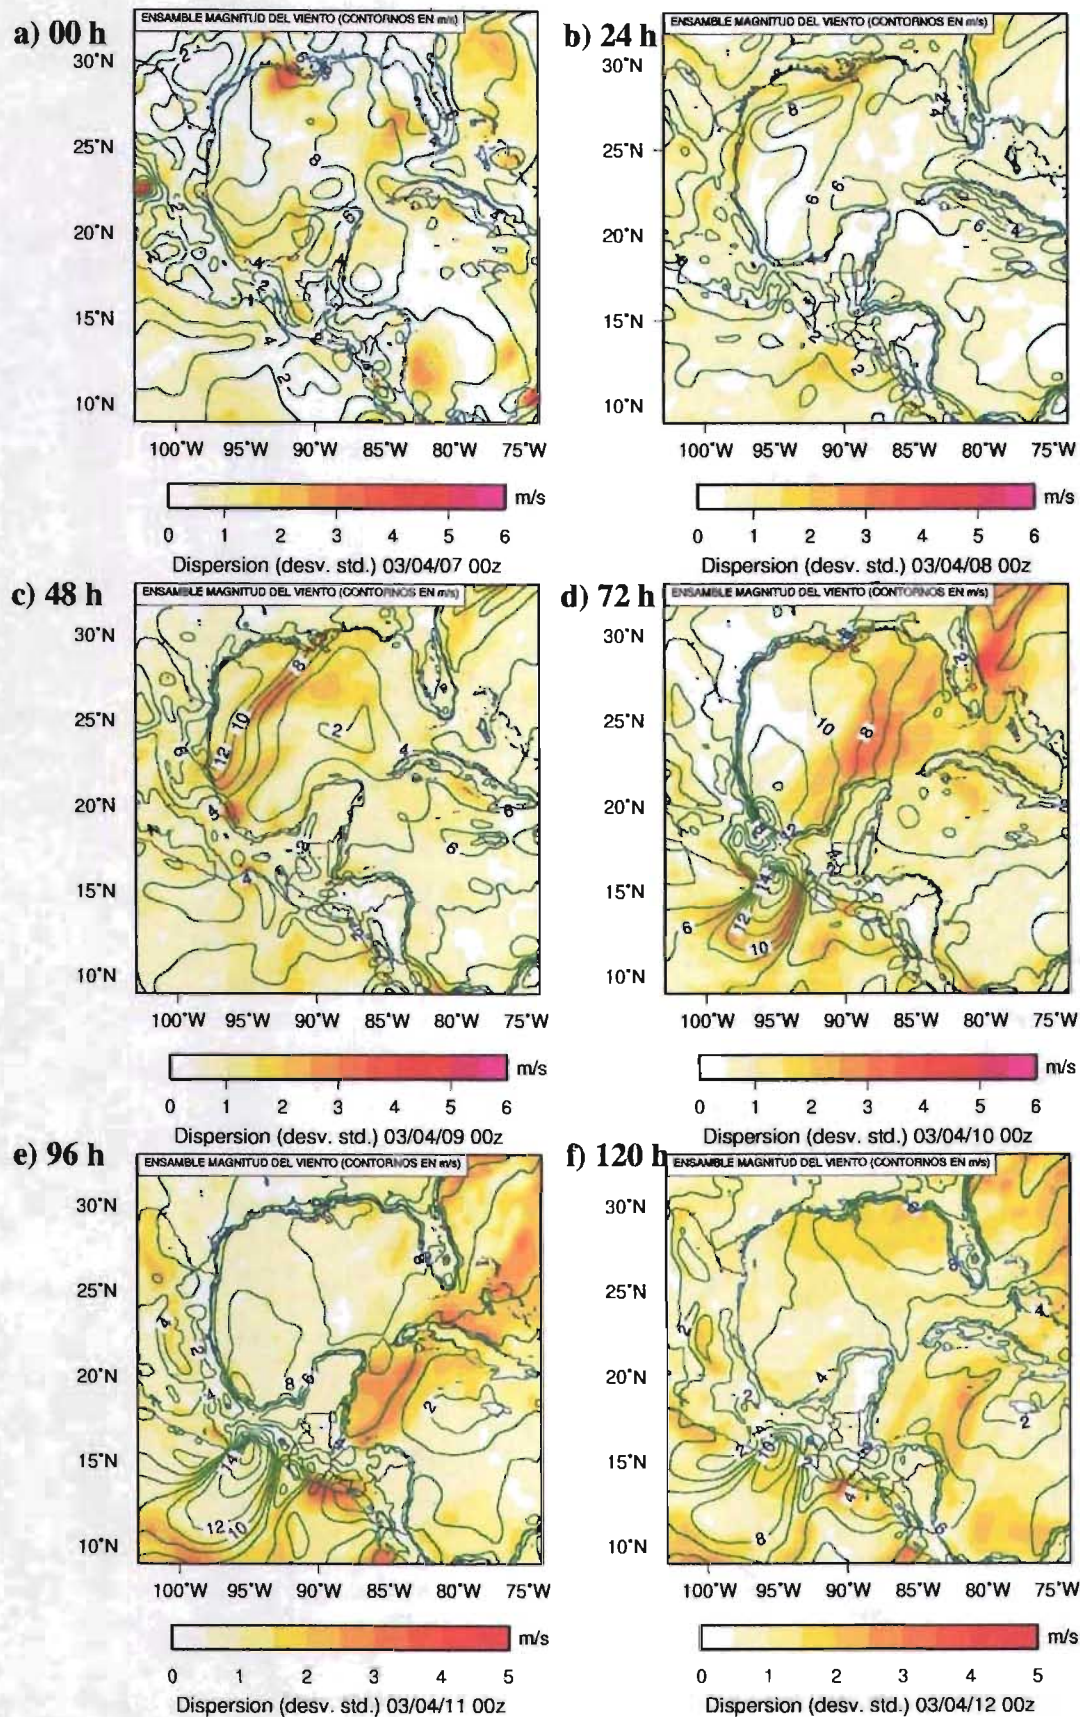 a) 00 h
ENSAMBLE MAGNITUD DEL VIENTO (CONTORNOS EN m/s)
30°N
25°N
20°N
15°N
10°N
100°W 95°W 90°W 85°W 80°W 75°W
m/s
0 1 2 3 4 5 6
Dispersion (desv. std.) 03/04/07 00z
b) 24 h
ENSAMBLE MAGNITUD DEL VIENTO (CONTORNOS EN m/s)
30°N
25°N
20°N
15°N
10°N
100°W 95°W 90°W 85°W 80°W 75°W
m/s
0 1 2 3 4 5 6
Dispersion (desv. std.) 03/04/08 00z
c) 48 h
ENSAMBLE MAGNITUD DEL VIENTO (CONTORNOS EN m/s)
30°N
25°N
20°N
15°N
10°N
100°W 95°W 90°W 85°W 80°W 75°W
m/s
0 1 2 3 4 5 6
Dispersion (desv. std.) 03/04/09 00z
d) 72 h
ENSAMBLE MAGNITUD DEL VIENTO (CONTORNOS EN m/s)
30°N
25°N
20°N
15°N
10°N
100°W 95°W 90°W 85°W 80°W 75°W
m/s
0 1 2 3 4 5 6
Dispersion (desv. std.) 03/04/10 00z
e) 96 h
ENSAMBLE MAGNITUD DEL VIENTO (CONTORNOS EN m/s)
30°N
25°N
20°N
15°N
10°N
100°W 95°W 90°W 85°W 80°W 75°W
m/s
0 1 2 3 4 5
Dispersion (desv. std.) 03/04/11 00z
f) 120 h
ENSAMBLE MAGNITUD DEL VIENTO (CONTORNOS EN m/s)
30°N
25°N
20°N
15°N
10°N
100°W 95°W 90°W 85°W 80°W 75°W
m/s
0 1 2 3 4 5
Dispersion (desv. std.) 03/04/12 00z